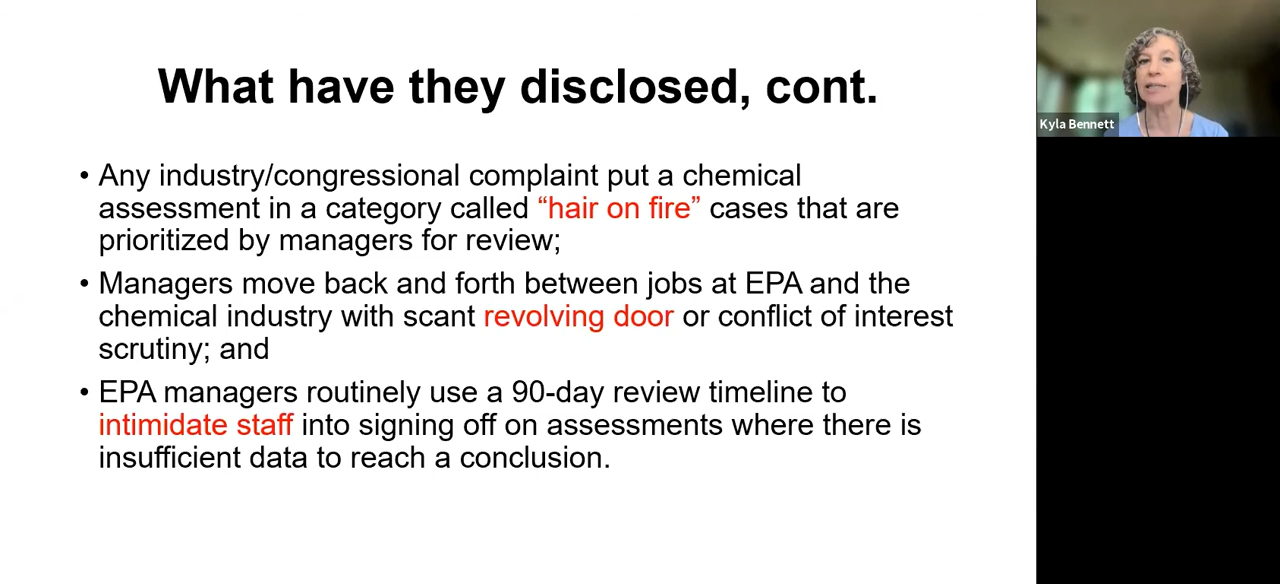 What have they disclosed, cont.
• Any industry/congressional complaint put a chemical
assessment in a category called “hair on fire” cases that are
prioritized by managers for review;
• Managers move back and forth between jobs at EPA and the
chemical industry with scant revolving door or conflict of interest
scrutiny; and
• EPA managers routinely use a 90-day review timeline to
intimidate staff into signing off on assessments where there is
insufficient data to reach a conclusion.
Kyla Bennett